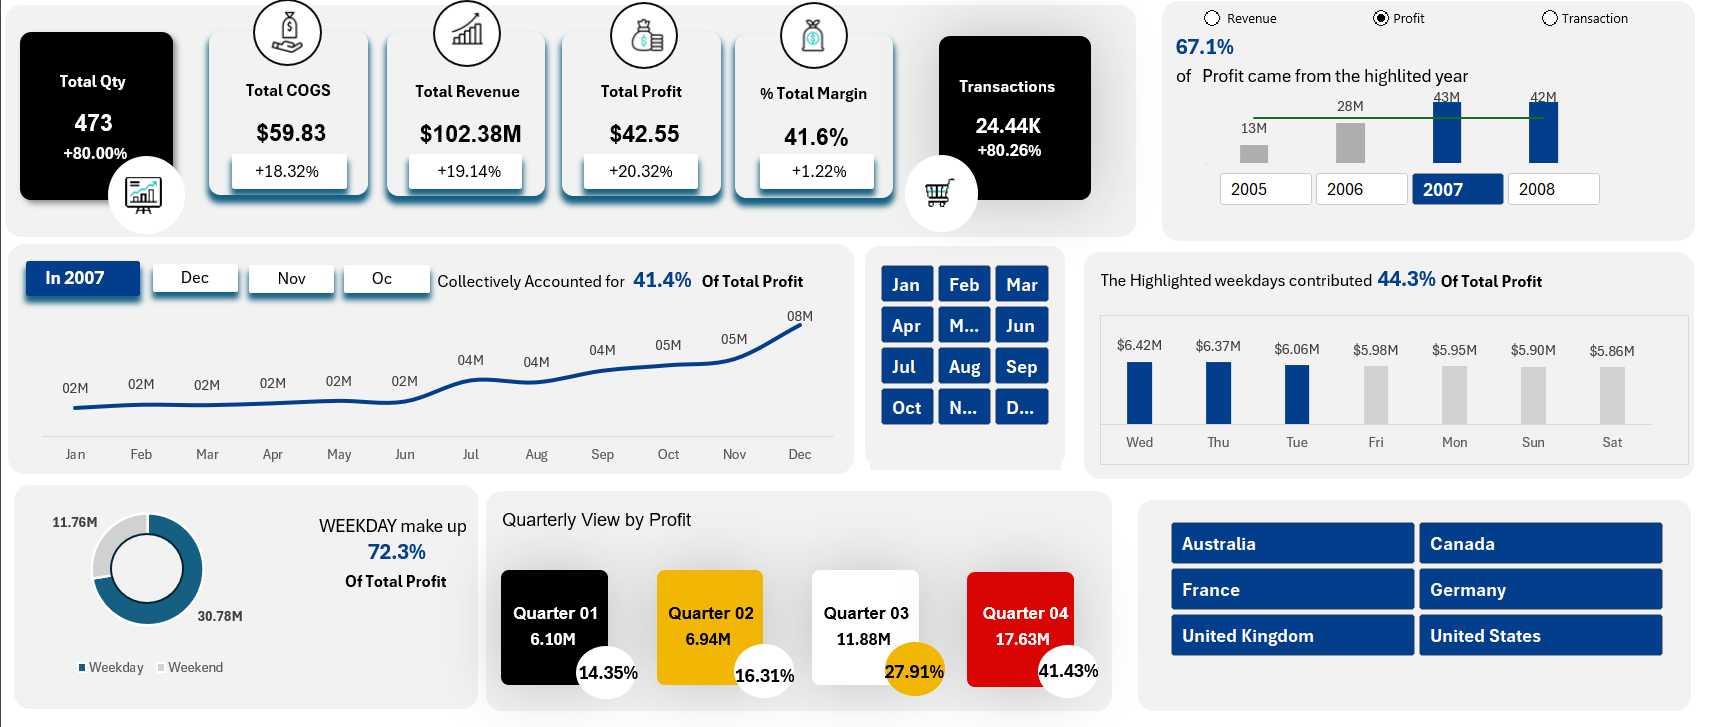 Total Qty
473
+80.00%
Total COGS
$59.83
+18.32%
Total Revenue
$102.38M
+19.14%
Total Profit
$42.55
+20.32%
% Total Margin
41.6%
+1.22%
Transactions
24.44K
+80.26%
Revenue Profit Transaction
67.1%
of Profit came from the highlited year
13M 28M 43M 42M
2005 2006 2007 2008
In 2007 Dec Nov Oc Collectively Accounted for 41.4% Of Total Profit
02M 02M 02M 02M 02M 02M 04M 04M 04M 05M 05M 08M
Jan Feb Mar Apr May Jun Jul Aug Sep Oct Nov Dec
Jan Feb Mar
Apr M... Jun
Jul Aug Sep
Oct N... D...
The Highlighted weekdays contributed 44.3% Of Total Profit
$6.42M $6.37M $6.06M $5.98M $5.95M $5.90M $5.86M
Wed Thu Tue Fri Mon Sun Sat
11.76M
30.78M
Weekday Weekend
WEEKDAY make up
72.3%
Of Total Profit
Quarterly View by Profit
Quarter 01
6.10M
14.35%
Quarter 02
6.94M
16.31%
Quarter 03
11.88M
27.91%
Quarter 04
17.63M
41.43%
Australia Canada
France Germany
United Kingdom United States